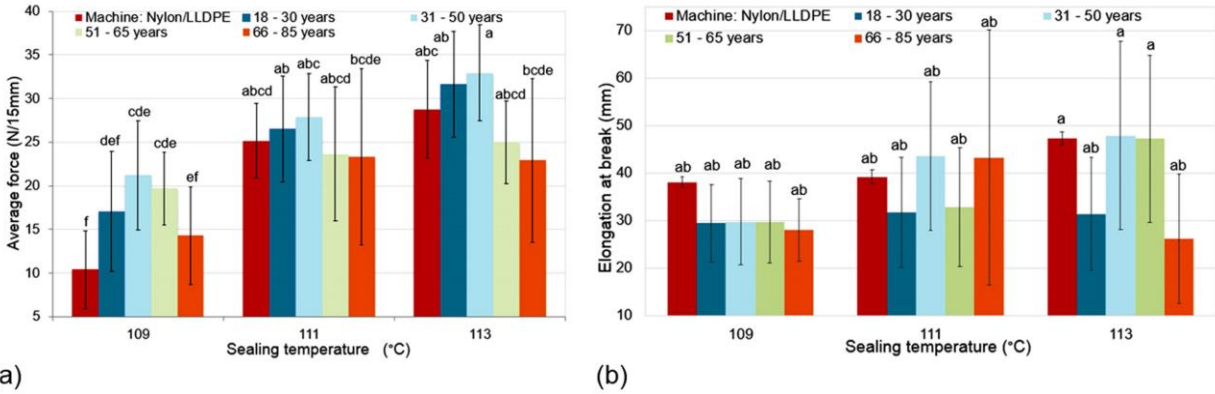 Machine: Nylon/LLDPE 18 - 30 years 31 - 50 years
51 - 65 years 66 - 85 years
Average force (N/15mm)
40
35
30
25
20
15
10
5
f def cde cde ef
abcd ab abc abcd bcde
abc ab a abcd bcde
109 111 113
Sealing temperature (°C)
a)
Machine: Nylon/LLDPE 18 - 30 years 31 - 50 years
51 - 65 years 66 - 85 years
Elongation at break (mm)
70
60
50
40
30
20
10
ab ab ab ab ab
ab ab ab ab ab
a ab a a ab
109 111 113
Sealing temperature (°C)
(b)